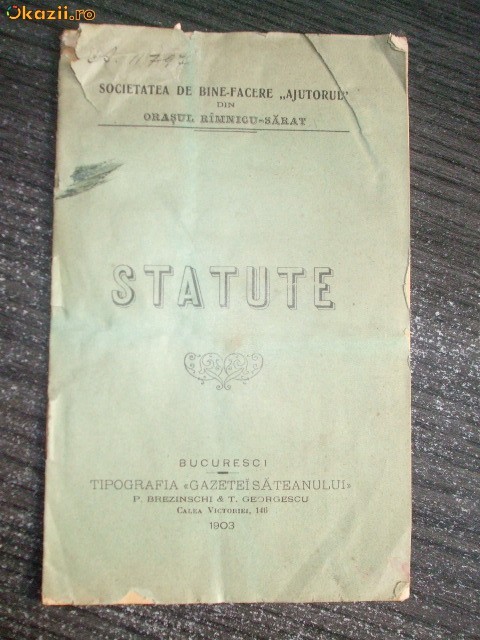 Okazii.ro
SOCIETATEA DE BINE-FACERE „AJUTORUL"
DIN
ORAŞUL RÎMNICU-SĂRAT
STATUTE
BUCURESCI
TIPOGRAFIA «GAZETEĬ SĂTEANULUI»
P. BREZINSCHI & T. GEORGESCU
CALEA VICTORIEI, 146
1903